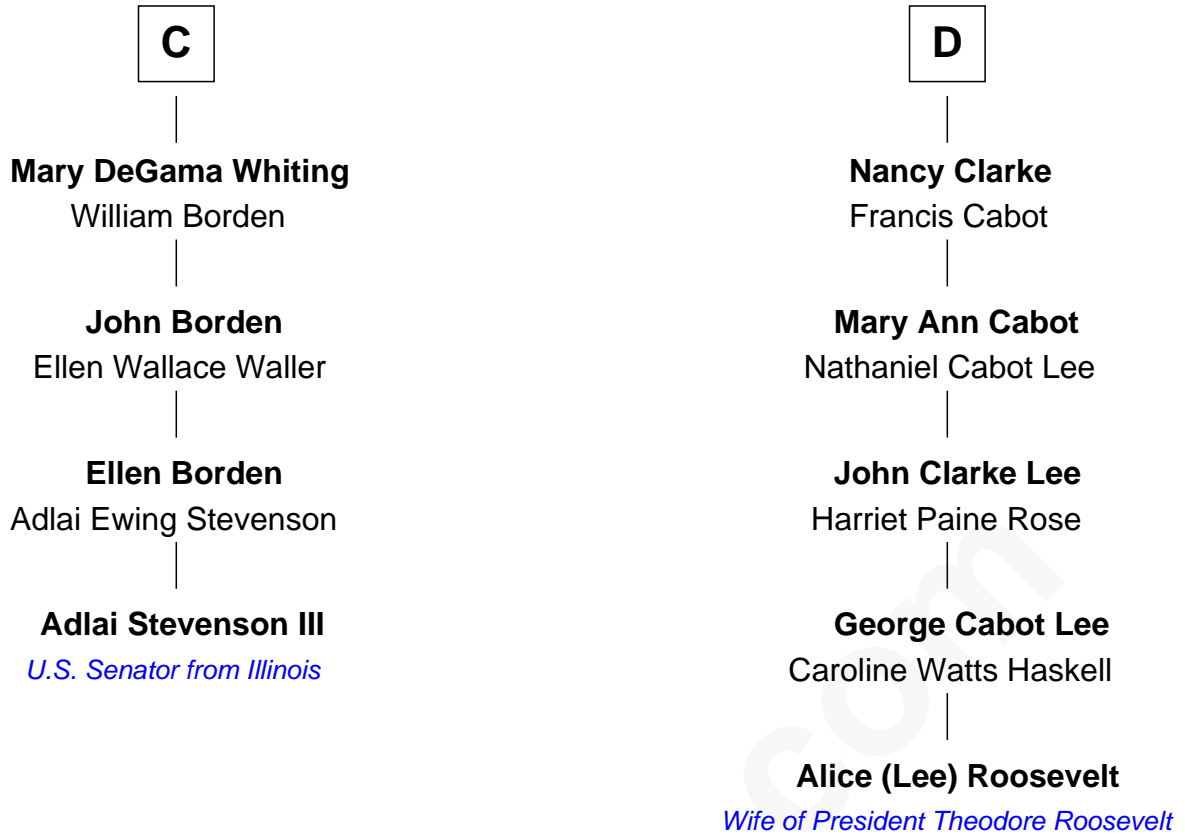 C
Mary DeGama Whiting
William Borden
John Borden
Ellen Wallace Waller
Ellen Borden
Adlai Ewing Stevenson
Adlai Stevenson III
U.S. Senator from Illinois
D
Nancy Clarke
Francis Cabot
Mary Ann Cabot
Nathaniel Cabot Lee
John Clarke Lee
Harriet Paine Rose
George Cabot Lee
Caroline Watts Haskell
Alice (Lee) Roosevelt
Wife of President Theodore Roosevelt
com